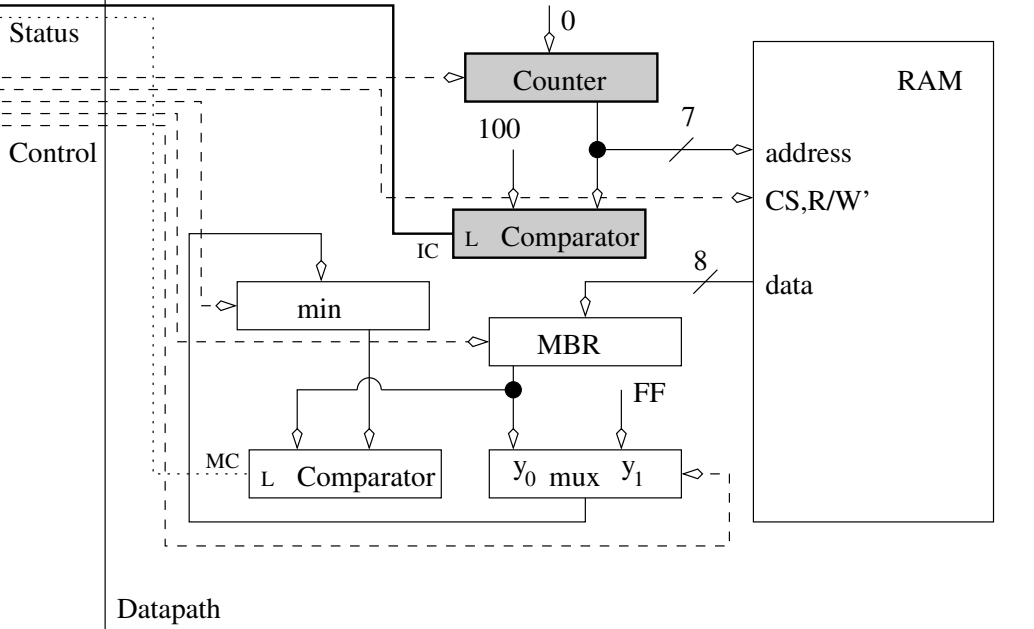 0
Status
Counter
RAM
7
100
Control
address
CS,R/W’
L Comparator
IC
8
data
min
MBR
FF
MC
L Comparator
y0 mux y1
Datapath